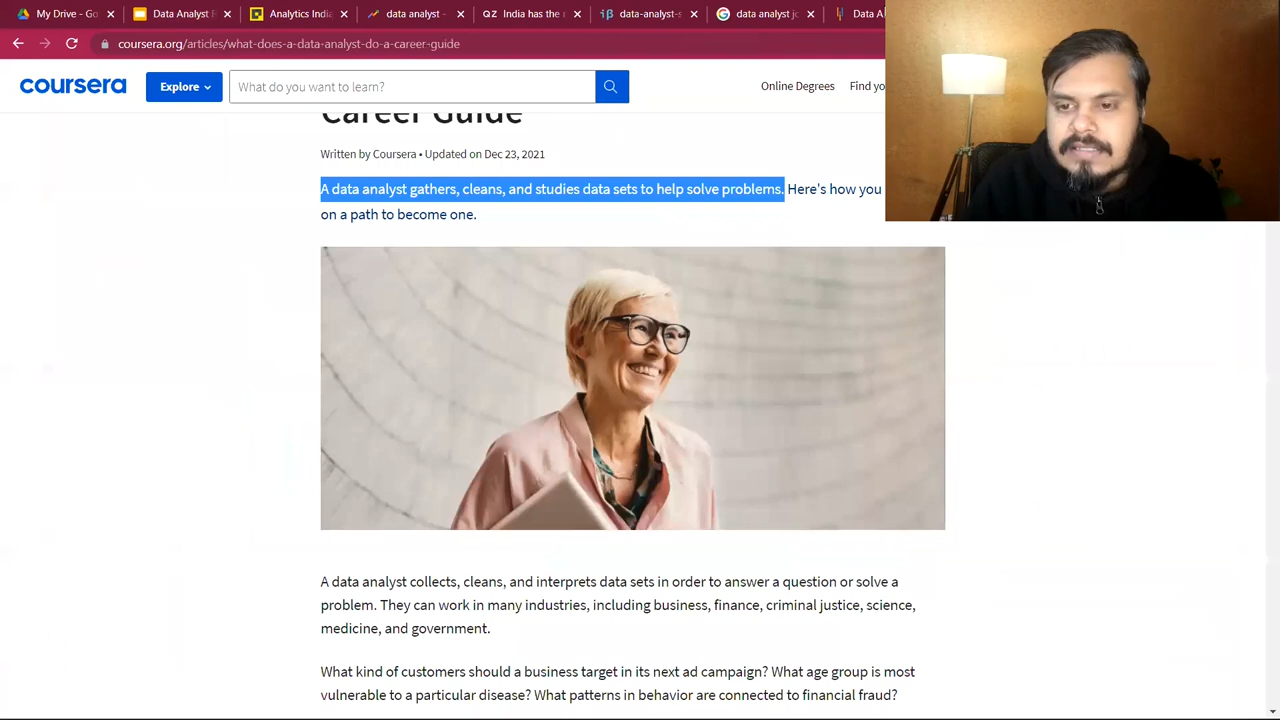 My Drive - Go
Data Analyst
Analytics India
data analyst -
QZ India has the
data-analyst-s
data analyst jo
Data A
coursera.org/articles/what-does-a-data-analyst-do-a-career-guide
coursera
Explore
What do you want to learn?
Online Degrees
Find yo
Career Guide
Written by Coursera • Updated on Dec 23, 2021
A data analyst gathers, cleans, and studies data sets to help solve problems. Here's how you
on a path to become one.
A data analyst collects, cleans, and interprets data sets in order to answer a question or solve a
problem. They can work in many industries, including business, finance, criminal justice, science,
medicine, and government.
What kind of customers should a business target in its next ad campaign? What age group is most
vulnerable to a particular disease? What patterns in behavior are connected to financial fraud?